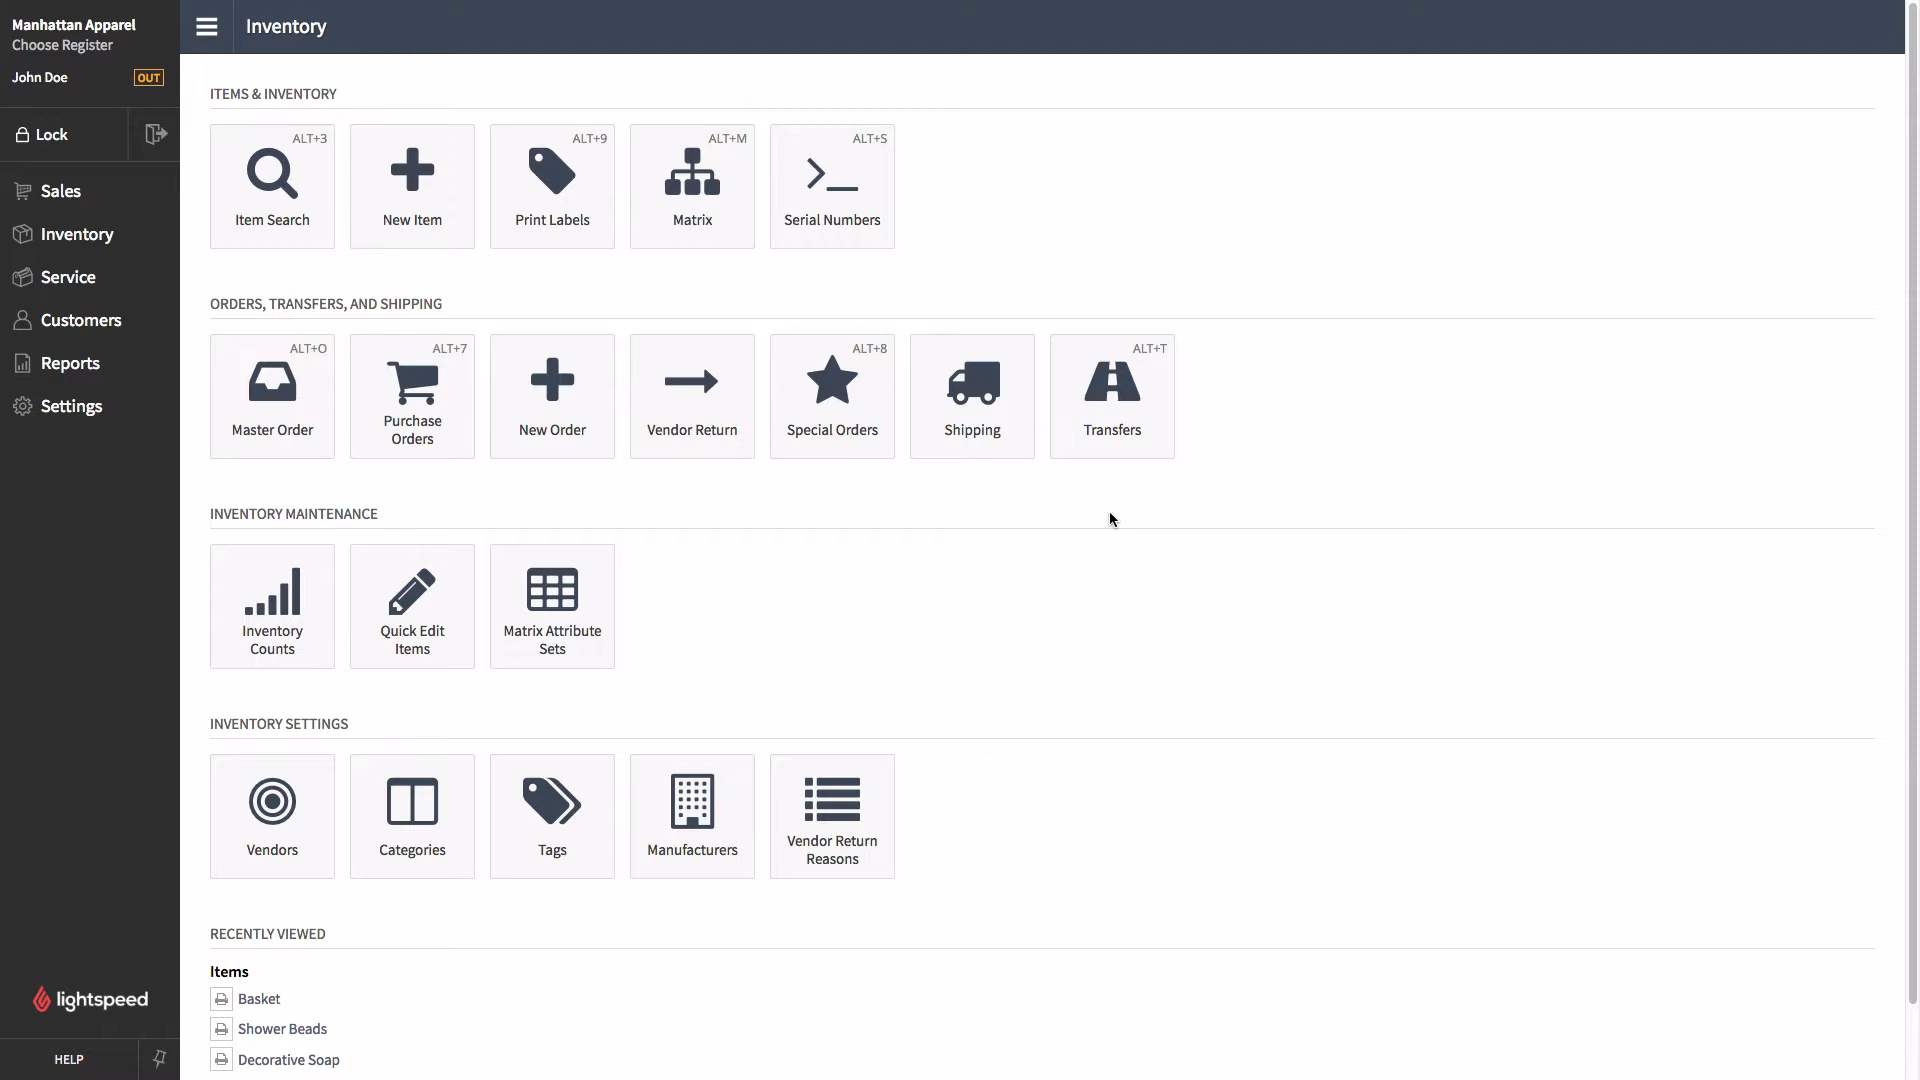 Manhattan Apparel
Choose Register
John Doe
OUT
Lock
Sales
Inventory
Service
Customers
Reports
Settings
lightspeed
HELP
Inventory
ITEMS & INVENTORY
ALT+3
Item Search
New Item
ALT+9
Print Labels
ALT+M
Matrix
ALT+S
Serial Numbers
ORDERS, TRANSFERS, AND SHIPPING
ALT+O
Master Order
ALT+7
Purchase
Orders
New Order
Vendor Return
ALT+8
Special Orders
Shipping
ALT+T
Transfers
INVENTORY MAINTENANCE
Inventory
Counts
Quick Edit
Items
Matrix Attribute
Sets
INVENTORY SETTINGS
Vendors
Categories
Tags
Manufacturers
Vendor Return
Reasons
RECENTLY VIEWED
Items
Basket
Shower Beads
Decorative Soap